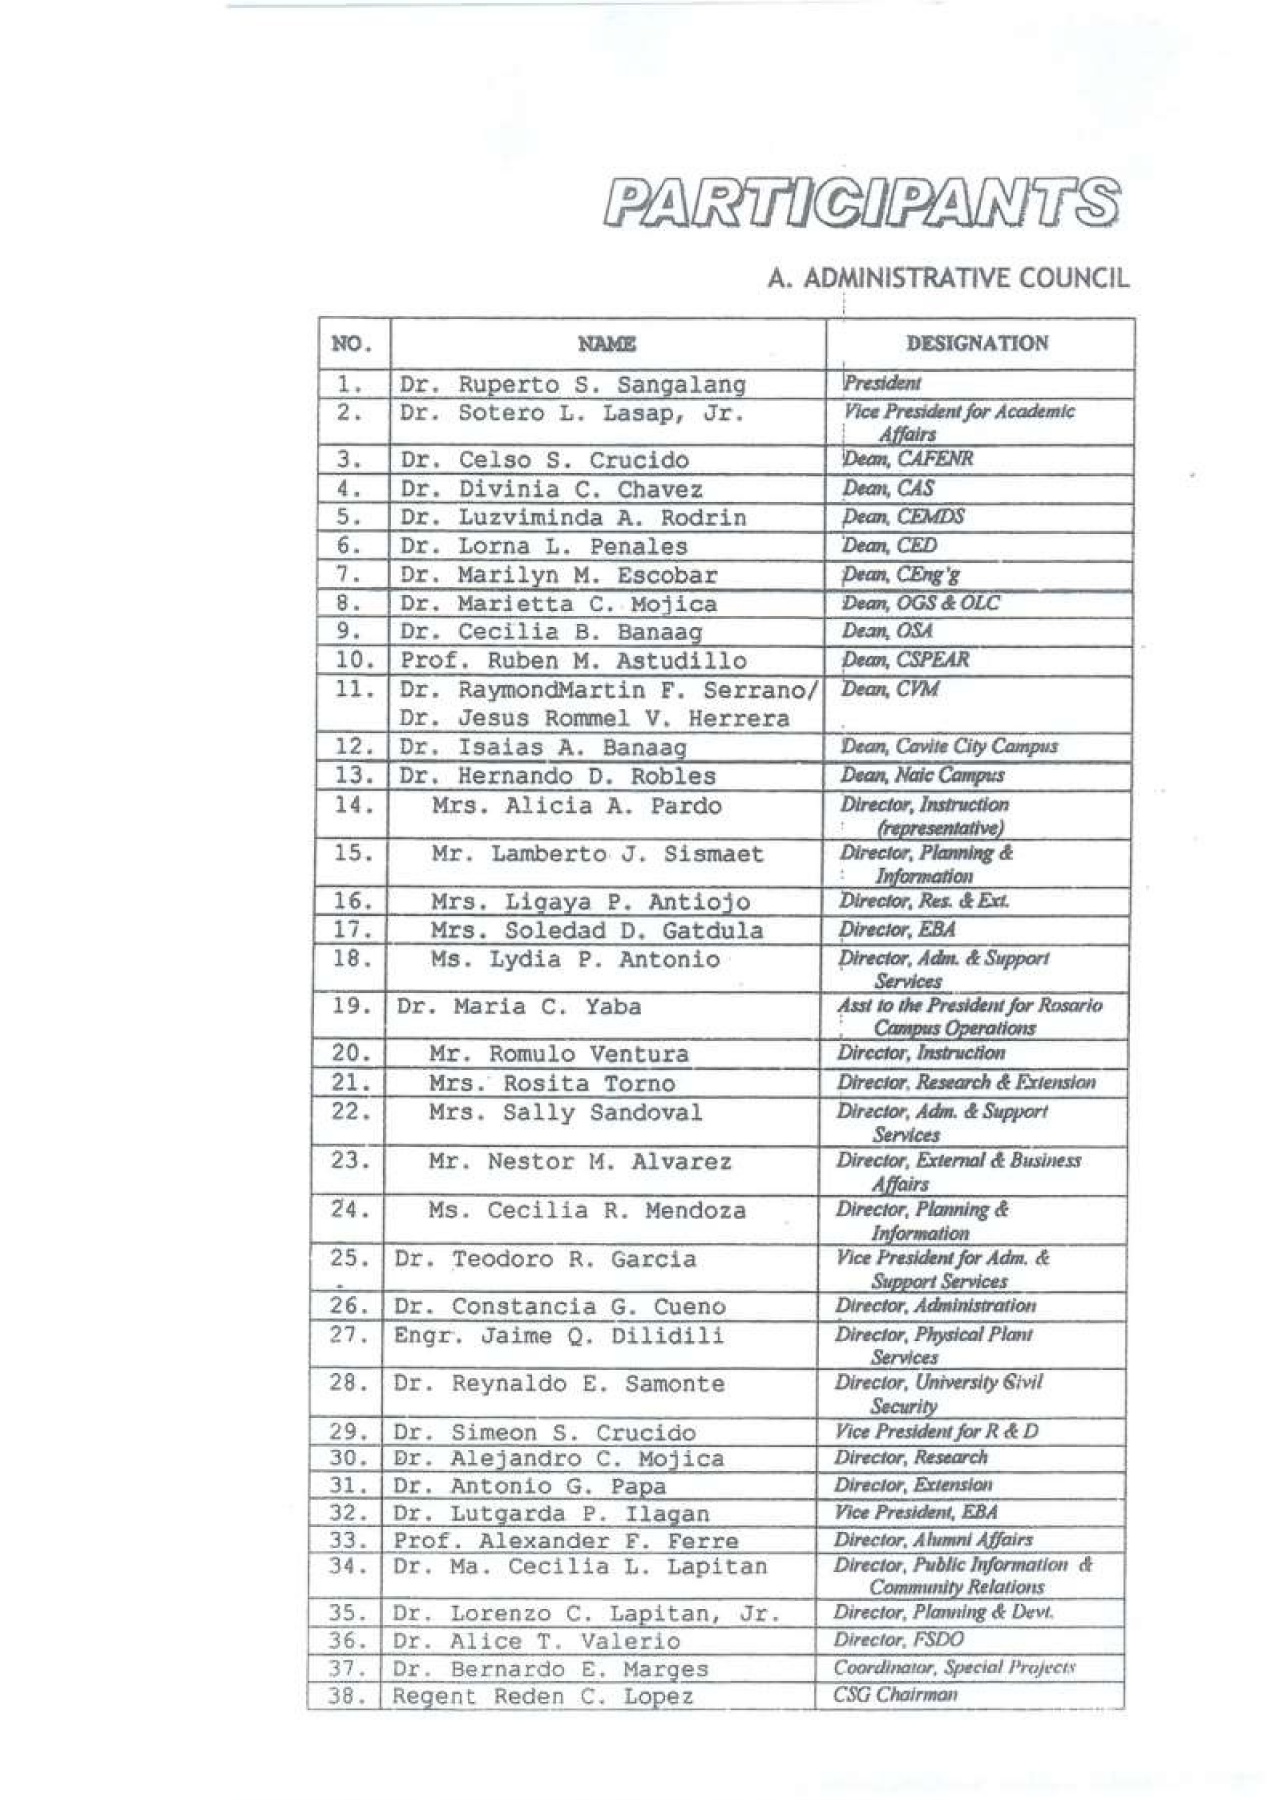 PARTICIPANTS
A. ADMINISTRATIVE COUNCIL
NO. NAME DESIGNATION
1. Dr. Ruperto S. Sangalang President
2. Dr. Sotero L. Lasap, Jr. Vice President for Academic
Affairs
3. Dr. Celso S. Crucido Dean, CAFENR
4. Dr. Divinia C. Chavez Dean, CAS
5. Dr. Luzviminda A. Rodrin Dean, CEMDS
6. Dr. Lorna L. Penales Dean, CED
7. Dr. Marilyn M. Escobar Dean, CEng'g
8. Dr. Marietta C. Mojica Dean, OGS & OLC
9. Dr. Cecilia B. Banaag Dean, OSA
10. Prof. Ruben M. Astudillo Dean, CSPEAR
11. Dr. RaymondMartin F. Serrano/ Dean, CVM
Dr. Jesus Rommel V. Herrera
12. Dr. Isaias A. Banaag Dean, Cavite City Campus
13. Dr. Hernando D. Robles Dean, Naic Campus
14. Mrs. Alicia A. Pardo Director, Instruction
(representative)
15. Mr. Lamberto J. Sismaet Director, Planning &
Information
16. Mrs. Ligaya P. Antiojo Director, Res. & Ext.
17. Mrs. Soledad D. Gatdula Director, EBA
18. Ms. Lydia P. Antonio Director, Adm. & Support
Services
19. Dr. Maria C. Yaba Asst to the President for Rosario
Campus Operations
20. Mr. Romulo Ventura Director, Instruction
21. Mrs. Rosita Torno Director, Research & Extension
22. Mrs. Sally Sandoval Director, Adm. & Support
Services
23. Mr. Nestor M. Alvarez Director, External & Business
Affairs
24. Ms. Cecilia R. Mendoza Director, Planning &
Information
25. Dr. Teodoro R. Garcia Vice President for Adm. &
Support Services
26. Dr. Constancia G. Cueno Director, Administration
27. Engr. Jaime Q. Dilidili Director, Physical Plant
Services
28. Dr. Reynaldo E. Samonte Director, University Civil
Security
29. Dr. Simeon S. Crucido Vice President for R & D
30. Dr. Alejandro C. Mojica Director, Research
31. Dr. Antonio G. Papa Director, Extension
32. Dr. Lutgarda P. Ilagan Vice President, EBA
33. Prof. Alexander F. Ferre Director, Alumni Affairs
34. Dr. Ma. Cecilia L. Lapitan Director, Public Information &
Community Relations
35. Dr. Lorenzo C. Lapitan, Jr. Director, Planning & Devt.
36. Dr. Alice T. Valerio Director, FSDO
37. Dr. Bernardo E. Marges Coordinator, Special Projects
38. Regent Reden C. Lopez CSG Chairman